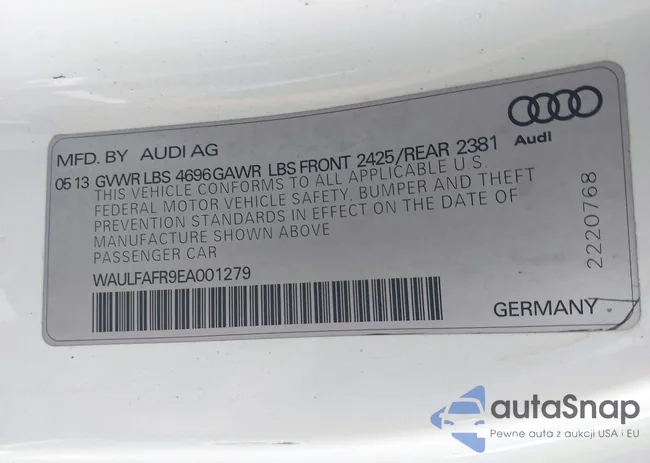 MFD. BY AUDI AG
Audi
05 13 GVWR LBS 4696 GAWR LBS FRONT 2425/REAR 2381
THIS VEHICLE CONFORMS TO ALL APPLICABLE U.S.
FEDERAL MOTOR VEHICLE SAFETY, BUMPER AND THEFT
PREVENTION STANDARDS IN EFFECT ON THE DATE OF
MANUFACTURE SHOWN ABOVE
PASSENGER CAR
2220768
WAULFAFR9EA001279
GERMANY
autaSnap
Pewne auta z aukcji USA i EU